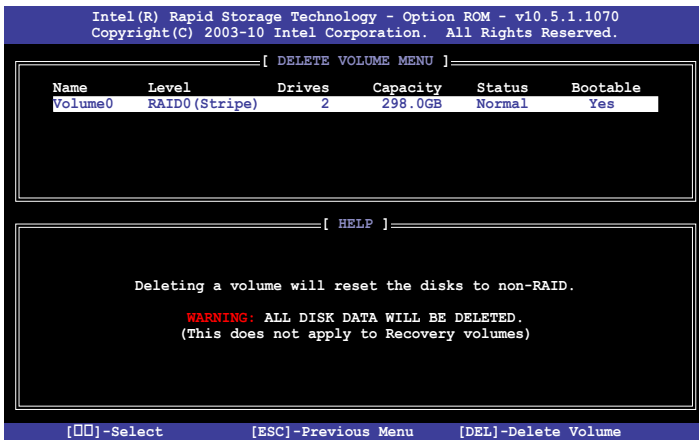 Intel(R) Rapid Storage Technology - Option ROM - v10.5.1.1070
Copyright(C) 2003-10 Intel Corporation. All Rights Reserved.
[ DELETE VOLUME MENU ]
Name Level Drives Capacity Status Bootable
Volume0 RAID0(Stripe) 2 298.0GB Normal Yes
[ HELP ]
Deleting a volume will reset the disks to non-RAID.
WARNING: ALL DISK DATA WILL BE DELETED.
(This does not apply to Recovery volumes)
[□□]-Select [ESC]-Previous Menu [DEL]-Delete Volume